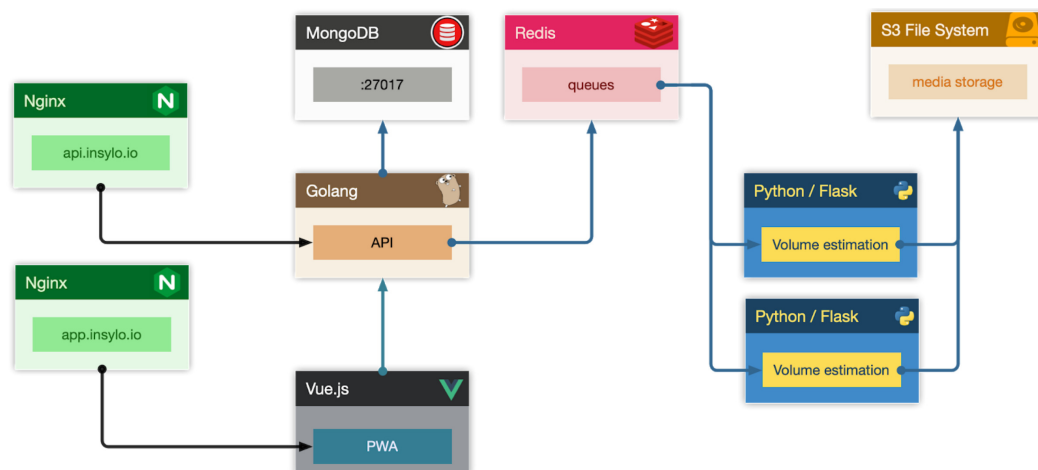 MongoDB
:27017
Redis
queues
S3 File System
media storage
Nginx
api.insylo.io
Golang
API
Python / Flask
Volume estimation
Nginx
app.insylo.io
Python / Flask
Volume estimation
Vue.js
PWA